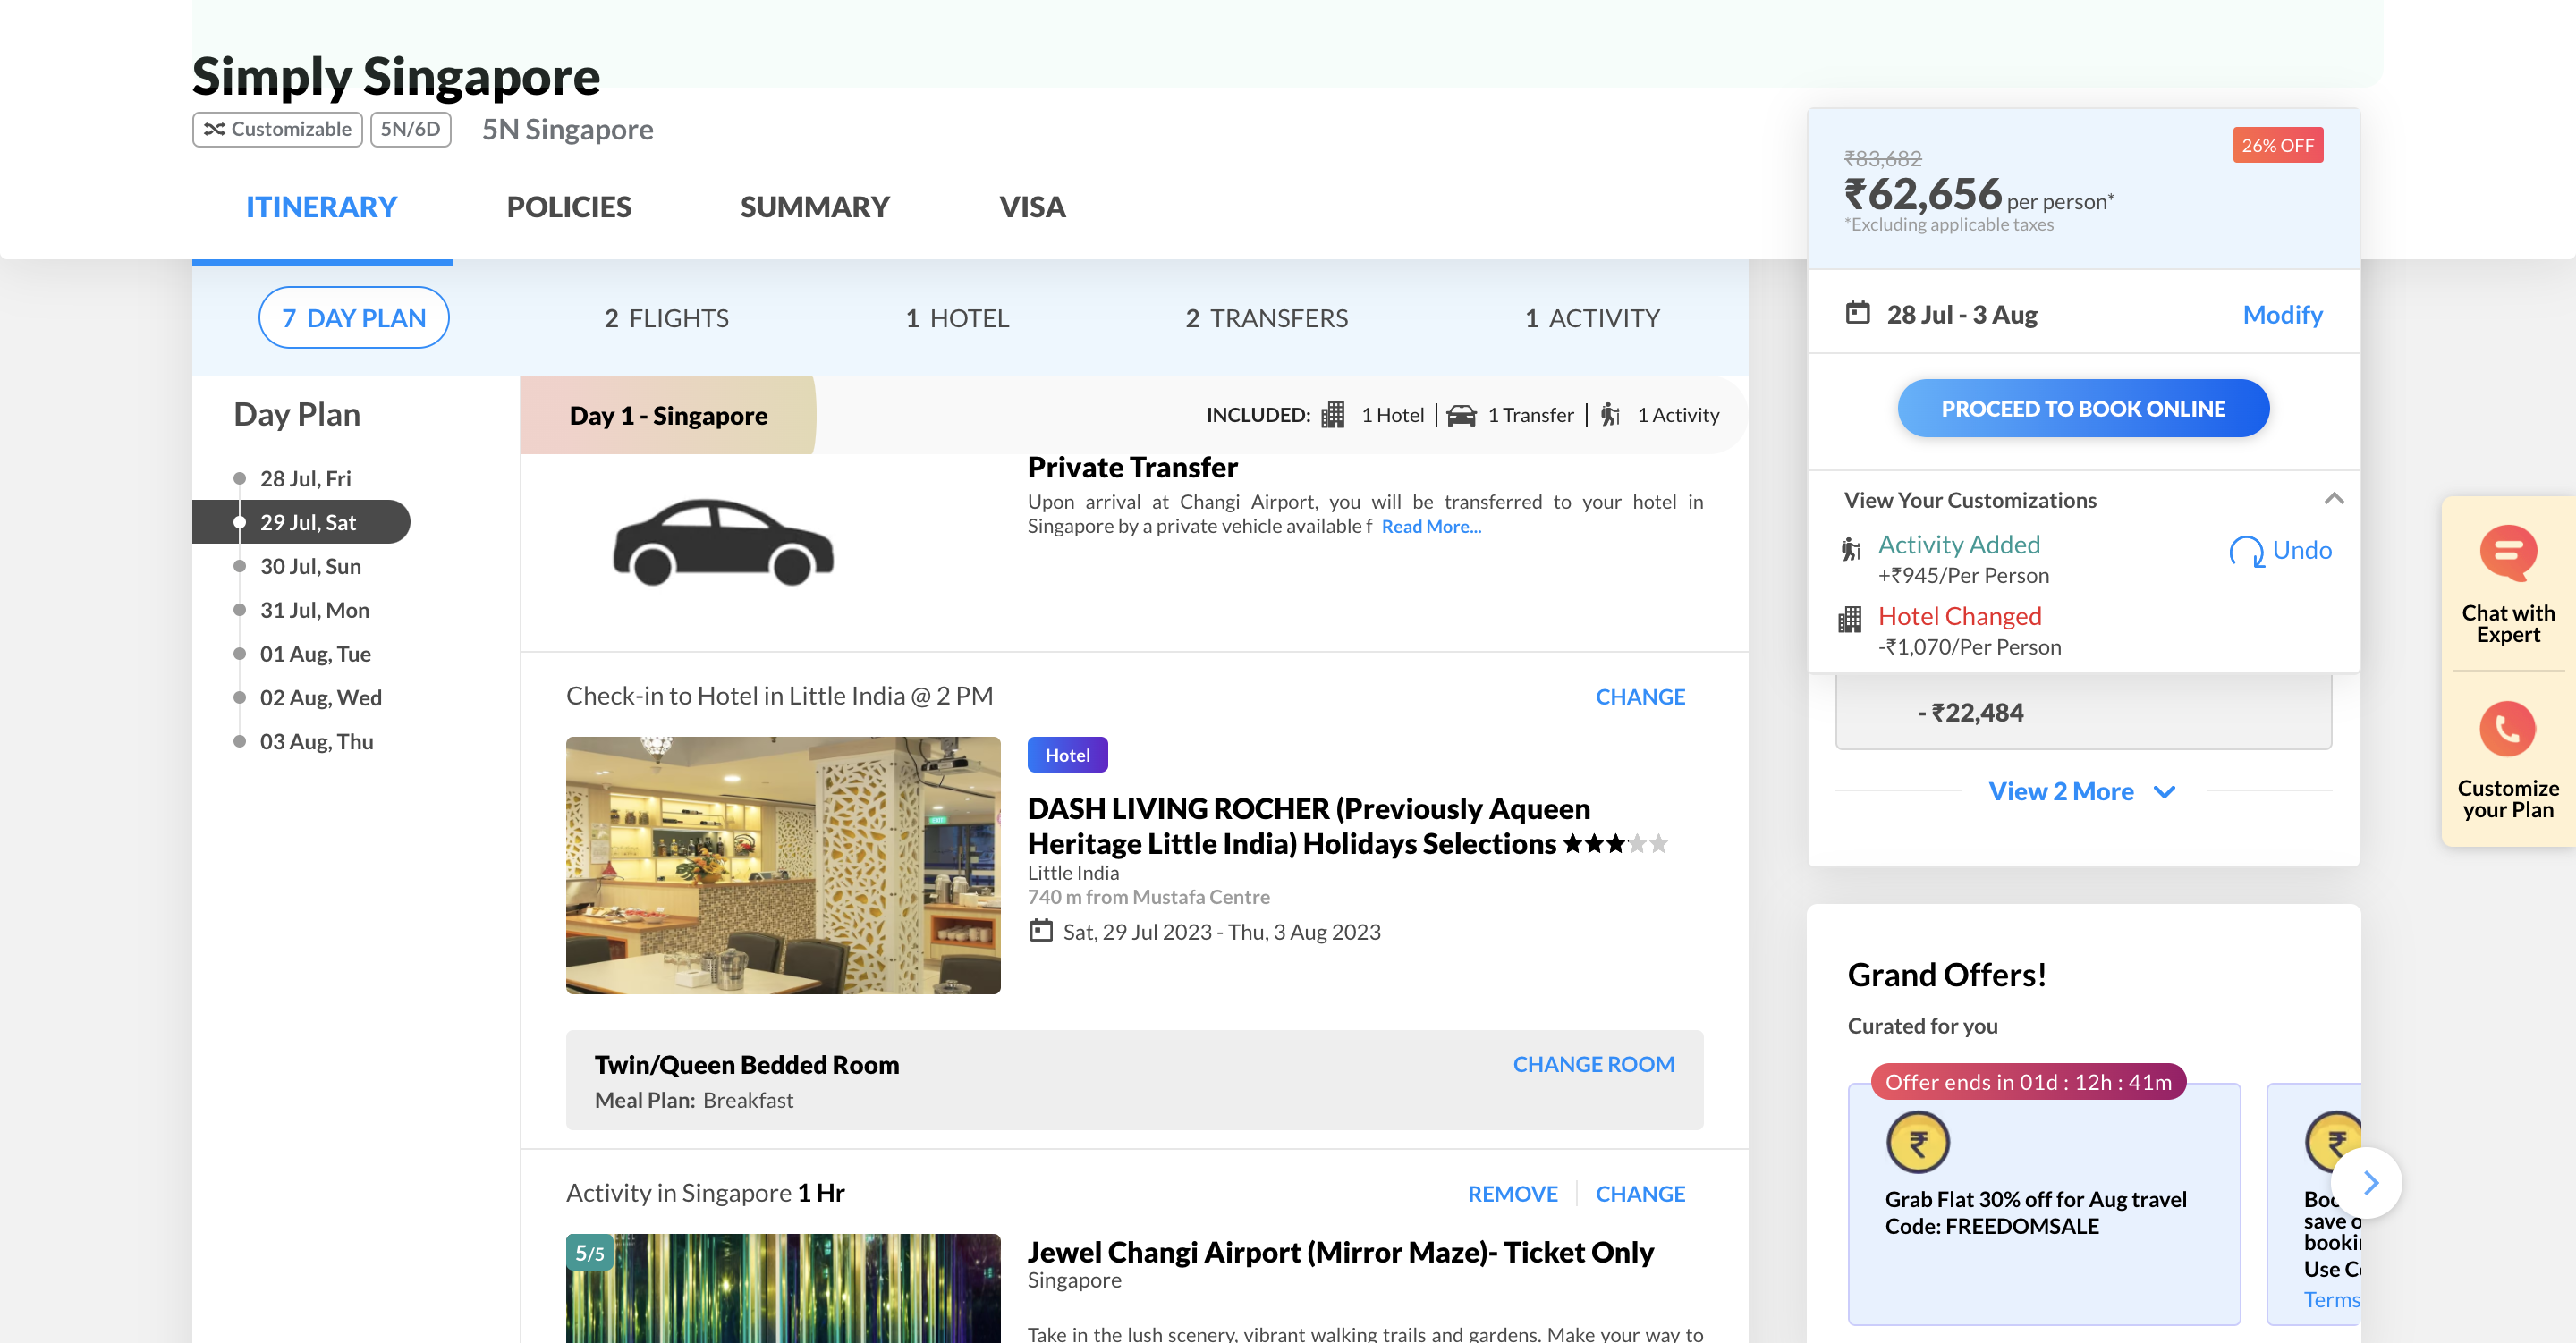 Simply Singapore
Customizable 5N/6D 5N Singapore
ITINERARY POLICIES SUMMARY VISA
7 DAY PLAN 2 FLIGHTS 1 HOTEL 2 TRANSFERS 1 ACTIVITY
Day Plan
28 Jul, Fri
29 Jul, Sat
30 Jul, Sun
31 Jul, Mon
01 Aug, Tue
02 Aug, Wed
03 Aug, Thu
Day 1 - Singapore INCLUDED: 1 Hotel | 1 Transfer | 1 Activity
Private Transfer
Upon arrival at Changi Airport, you will be transferred to your hotel in
Singapore by a private vehicle available f Read More...
Check-in to Hotel in Little India @ 2 PM CHANGE
Hotel
DASH LIVING ROCHER (Previously Aqueen
Heritage Little India) Holidays Selections
Little India
740 m from Mustafa Centre
Sat, 29 Jul 2023 - Thu, 3 Aug 2023
Twin/Queen Bedded Room CHANGE ROOM
Meal Plan: Breakfast
Activity in Singapore 1 Hr REMOVE CHANGE
5/5
Jewel Changi Airport (Mirror Maze)- Ticket Only
Singapore
Take in the lush scenery, vibrant walking trails and gardens. Make your way to
₹83,682 26% OFF
₹62,656 per person*
*Excluding applicable taxes
28 Jul - 3 Aug Modify
PROCEED TO BOOK ONLINE
View Your Customizations
Activity Added Undo
+₹945/Per Person
Hotel Changed
-₹1,070/Per Person
- ₹22,484
View 2 More
Grand Offers!
Curated for you
Offer ends in 01d : 12h : 41m
₹
Grab Flat 30% off for Aug travel
Code: FREEDOMSALE
₹
save
Terms
Chat with
Expert
Customize
your Plan